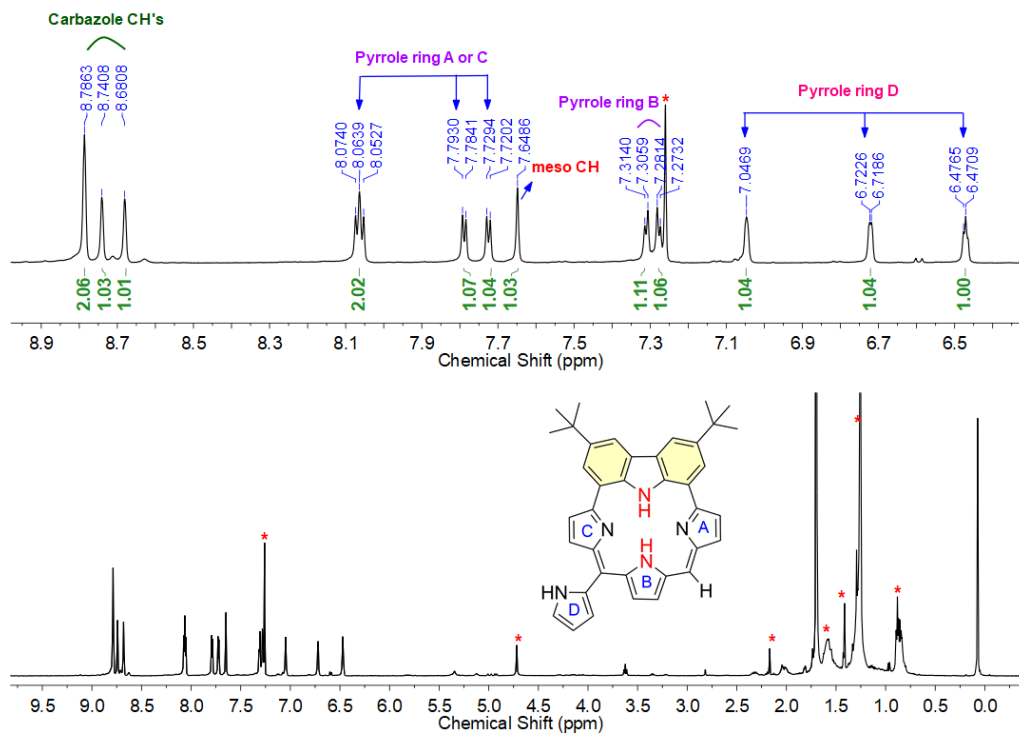 Carbazole CH's
Pyrrole ring A or C
Pyrrole ring B
*
Pyrrole ring D
meso CH
8.7863
8.7408
8.6808
8.0740
8.0639
8.0527
7.7930
7.7841
7.7294
7.7202
7.6486
7.3140
7.3059
7.2814
7.2732
7.0469
6.7226
6.7186
6.4765
6.4709
2.06
1.03
1.01
2.02
1.07
1.04
1.03
1.11
1.06
1.04
1.04
1.00
8.9 8.7 8.5 8.3 8.1 7.9 7.7 7.5 7.3 7.1 6.9 6.7 6.5
Chemical Shift (ppm)
N
H
C N N A
H
N
B H
HN
D
* * * * * * *
9.5 9.0 8.5 8.0 7.5 7.0 6.5 6.0 5.5 5.0 4.5 4.0 3.5 3.0 2.5 2.0 1.5 1.0 0.5 0.0
Chemical Shift (ppm)